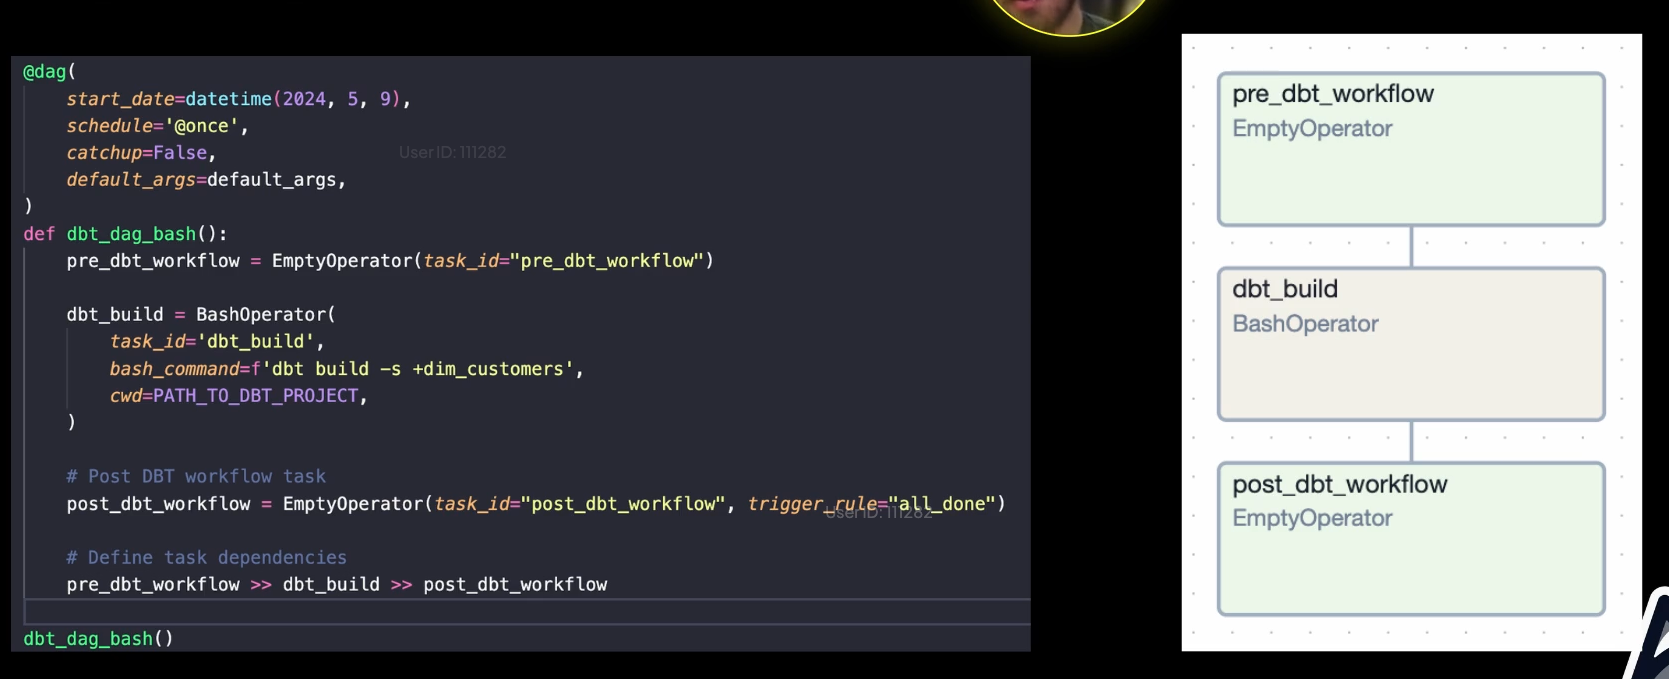 @dag(
    start_date=datetime(2024, 5, 9),
    schedule='@once',
    catchup=False,
    default_args=default_args,
)
def dbt_dag_bash():
    pre_dbt_workflow = EmptyOperator(task_id="pre_dbt_workflow")
    dbt_build = BashOperator(
        task_id='dbt_build',
        bash_command=f'dbt build -s +dim_customers',
        cwd=PATH_TO_DBT_PROJECT,
    )
    # Post DBT workflow task
    post_dbt_workflow = EmptyOperator(task_id="post_dbt_workflow", trigger_rule="all_done")
    # Define task dependencies
    pre_dbt_workflow >> dbt_build >> post_dbt_workflow
dbt_dag_bash()
UserID: 111282
UserID: 111282
pre_dbt_workflow
EmptyOperator
dbt_build
BashOperator
post_dbt_workflow
EmptyOperator